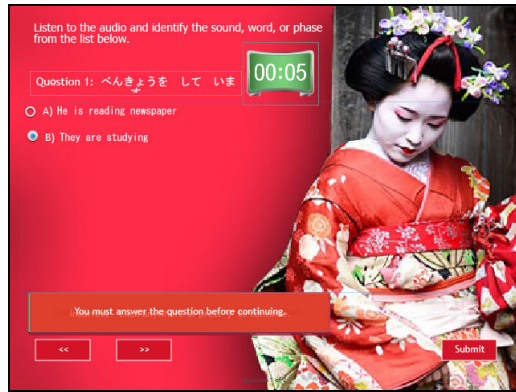 Listen to the audio and identify the sound, word, or phase
from the list below.
00:05
Question 1: べんきょうを して いま
A) He is reading newspaper
B) They are studying
You must answer the question before continuing.
<<
>>
Submit